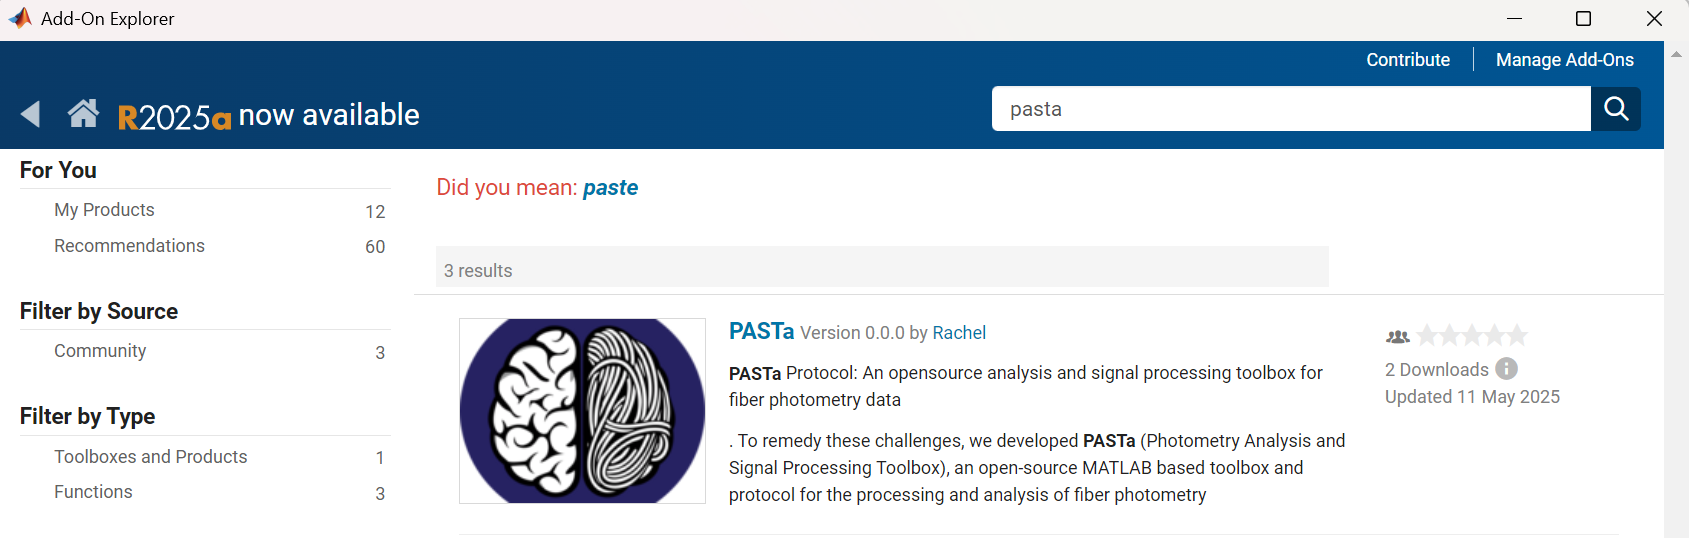 Add-On Explorer
Contribute
Manage Add-Ons
R2025a now available
pasta
For You
My Products 12
Recommendations 60
Filter by Source
Community 3
Filter by Type
Toolboxes and Products 1
Functions 3
Did you mean: paste
3 results
PASTa Version 0.0.0 by Rachel
PASTa Protocol: An opensource analysis and signal processing toolbox for
fiber photometry data
. To remedy these challenges, we developed PASTa (Photometry Analysis and
Signal Processing Toolbox), an open-source MATLAB based toolbox and
protocol for the processing and analysis of fiber photometry
2 Downloads
Updated 11 May 2025